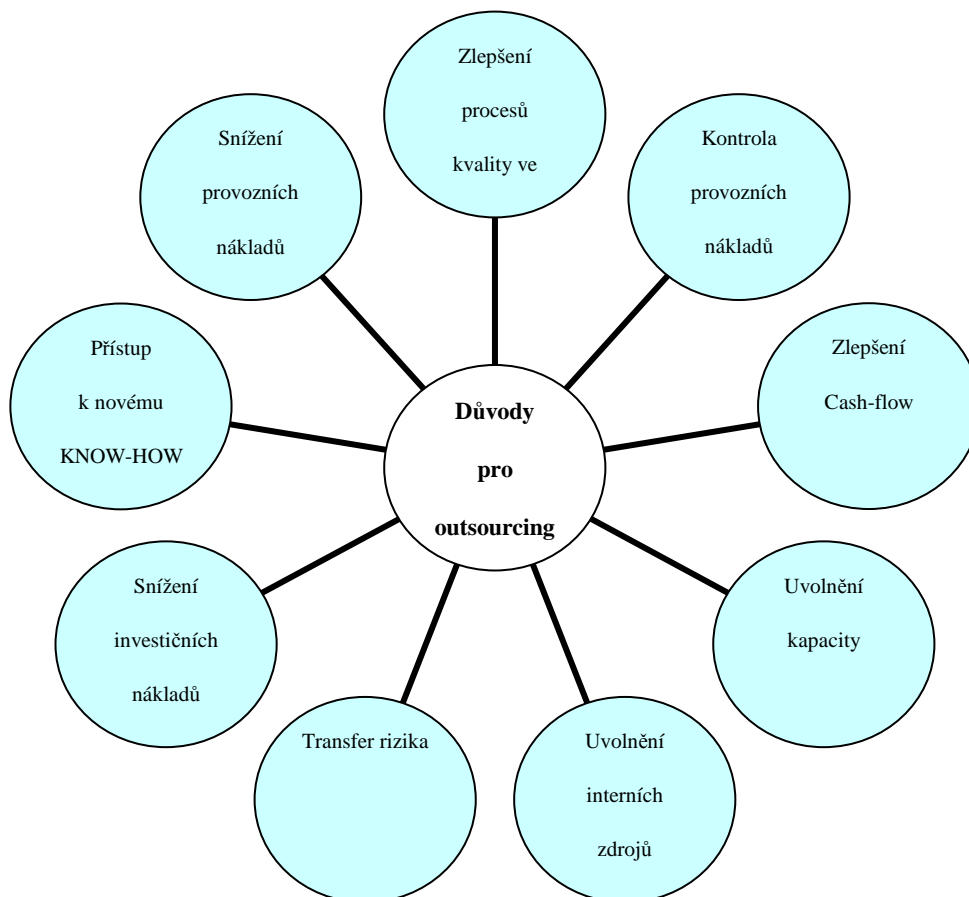 Zlepšení
procesů
kvality ve
Kontrola
provozních
nákladů
Zlepšení
Cash-flow
Uvolnění
kapacity
Uvolnění
interních
zdrojů
Transfer rizika
Snížení
investičních
nákladů
Přístup
k novému
KNOW-HOW
Snížení
provozních
nákladů
Důvody
pro
outsourcing